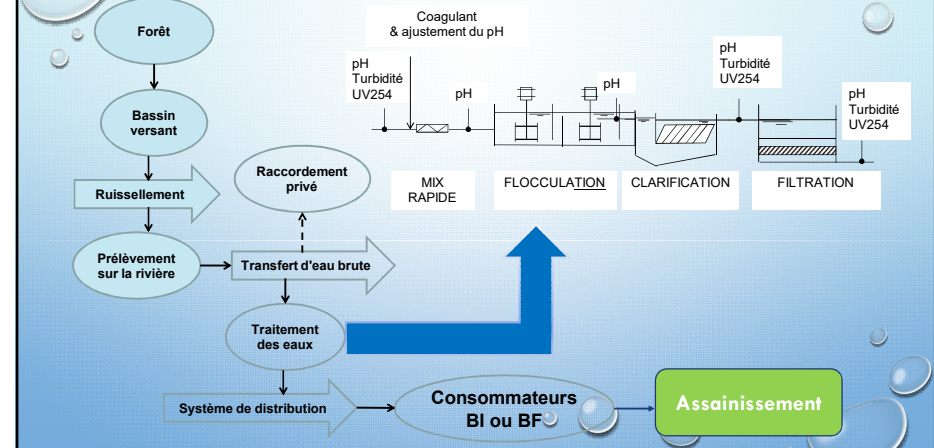 Forêt
Bassin
versant
Ruissellement
Prélèvement
sur la rivière
Raccordement
privé
Transfert d'eau brute
Traitement
des eaux
Système de distribution
Consommateurs
BI ou BF
Assainissement
Coagulant
& ajustement du pH
pH
Turbidité
UV254
pH
pH
pH
Turbidité
UV254
pH
Turbidité
UV254
MIX
RAPIDE
FLOCCULATION
CLARIFICATION
FILTRATION